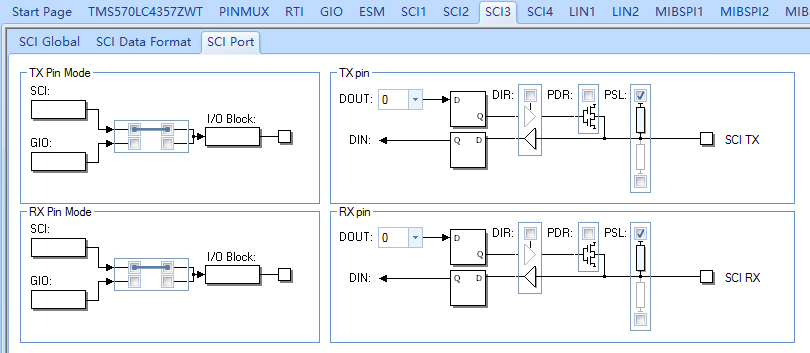 Start Page TMS570LC4357ZWT PINMUX RTI GIO ESM SCI1 SCI2 SCI3 SCI4 LIN1 LIN2 MIBSPI1 MIBSPI2 MIB
SCI Global SCI Data Format SCI Port
TX Pin Mode
SCI:
GIO:
I/O Block:
TX pin
DOUT: 0
D
Q
DIR:
PDR:
PSL:
DIN:
Q D
SCI TX
RX Pin Mode
SCI:
GIO:
I/O Block:
RX pin
DOUT: 0
D
Q
DIR:
PDR:
PSL:
DIN:
Q D
SCI RX